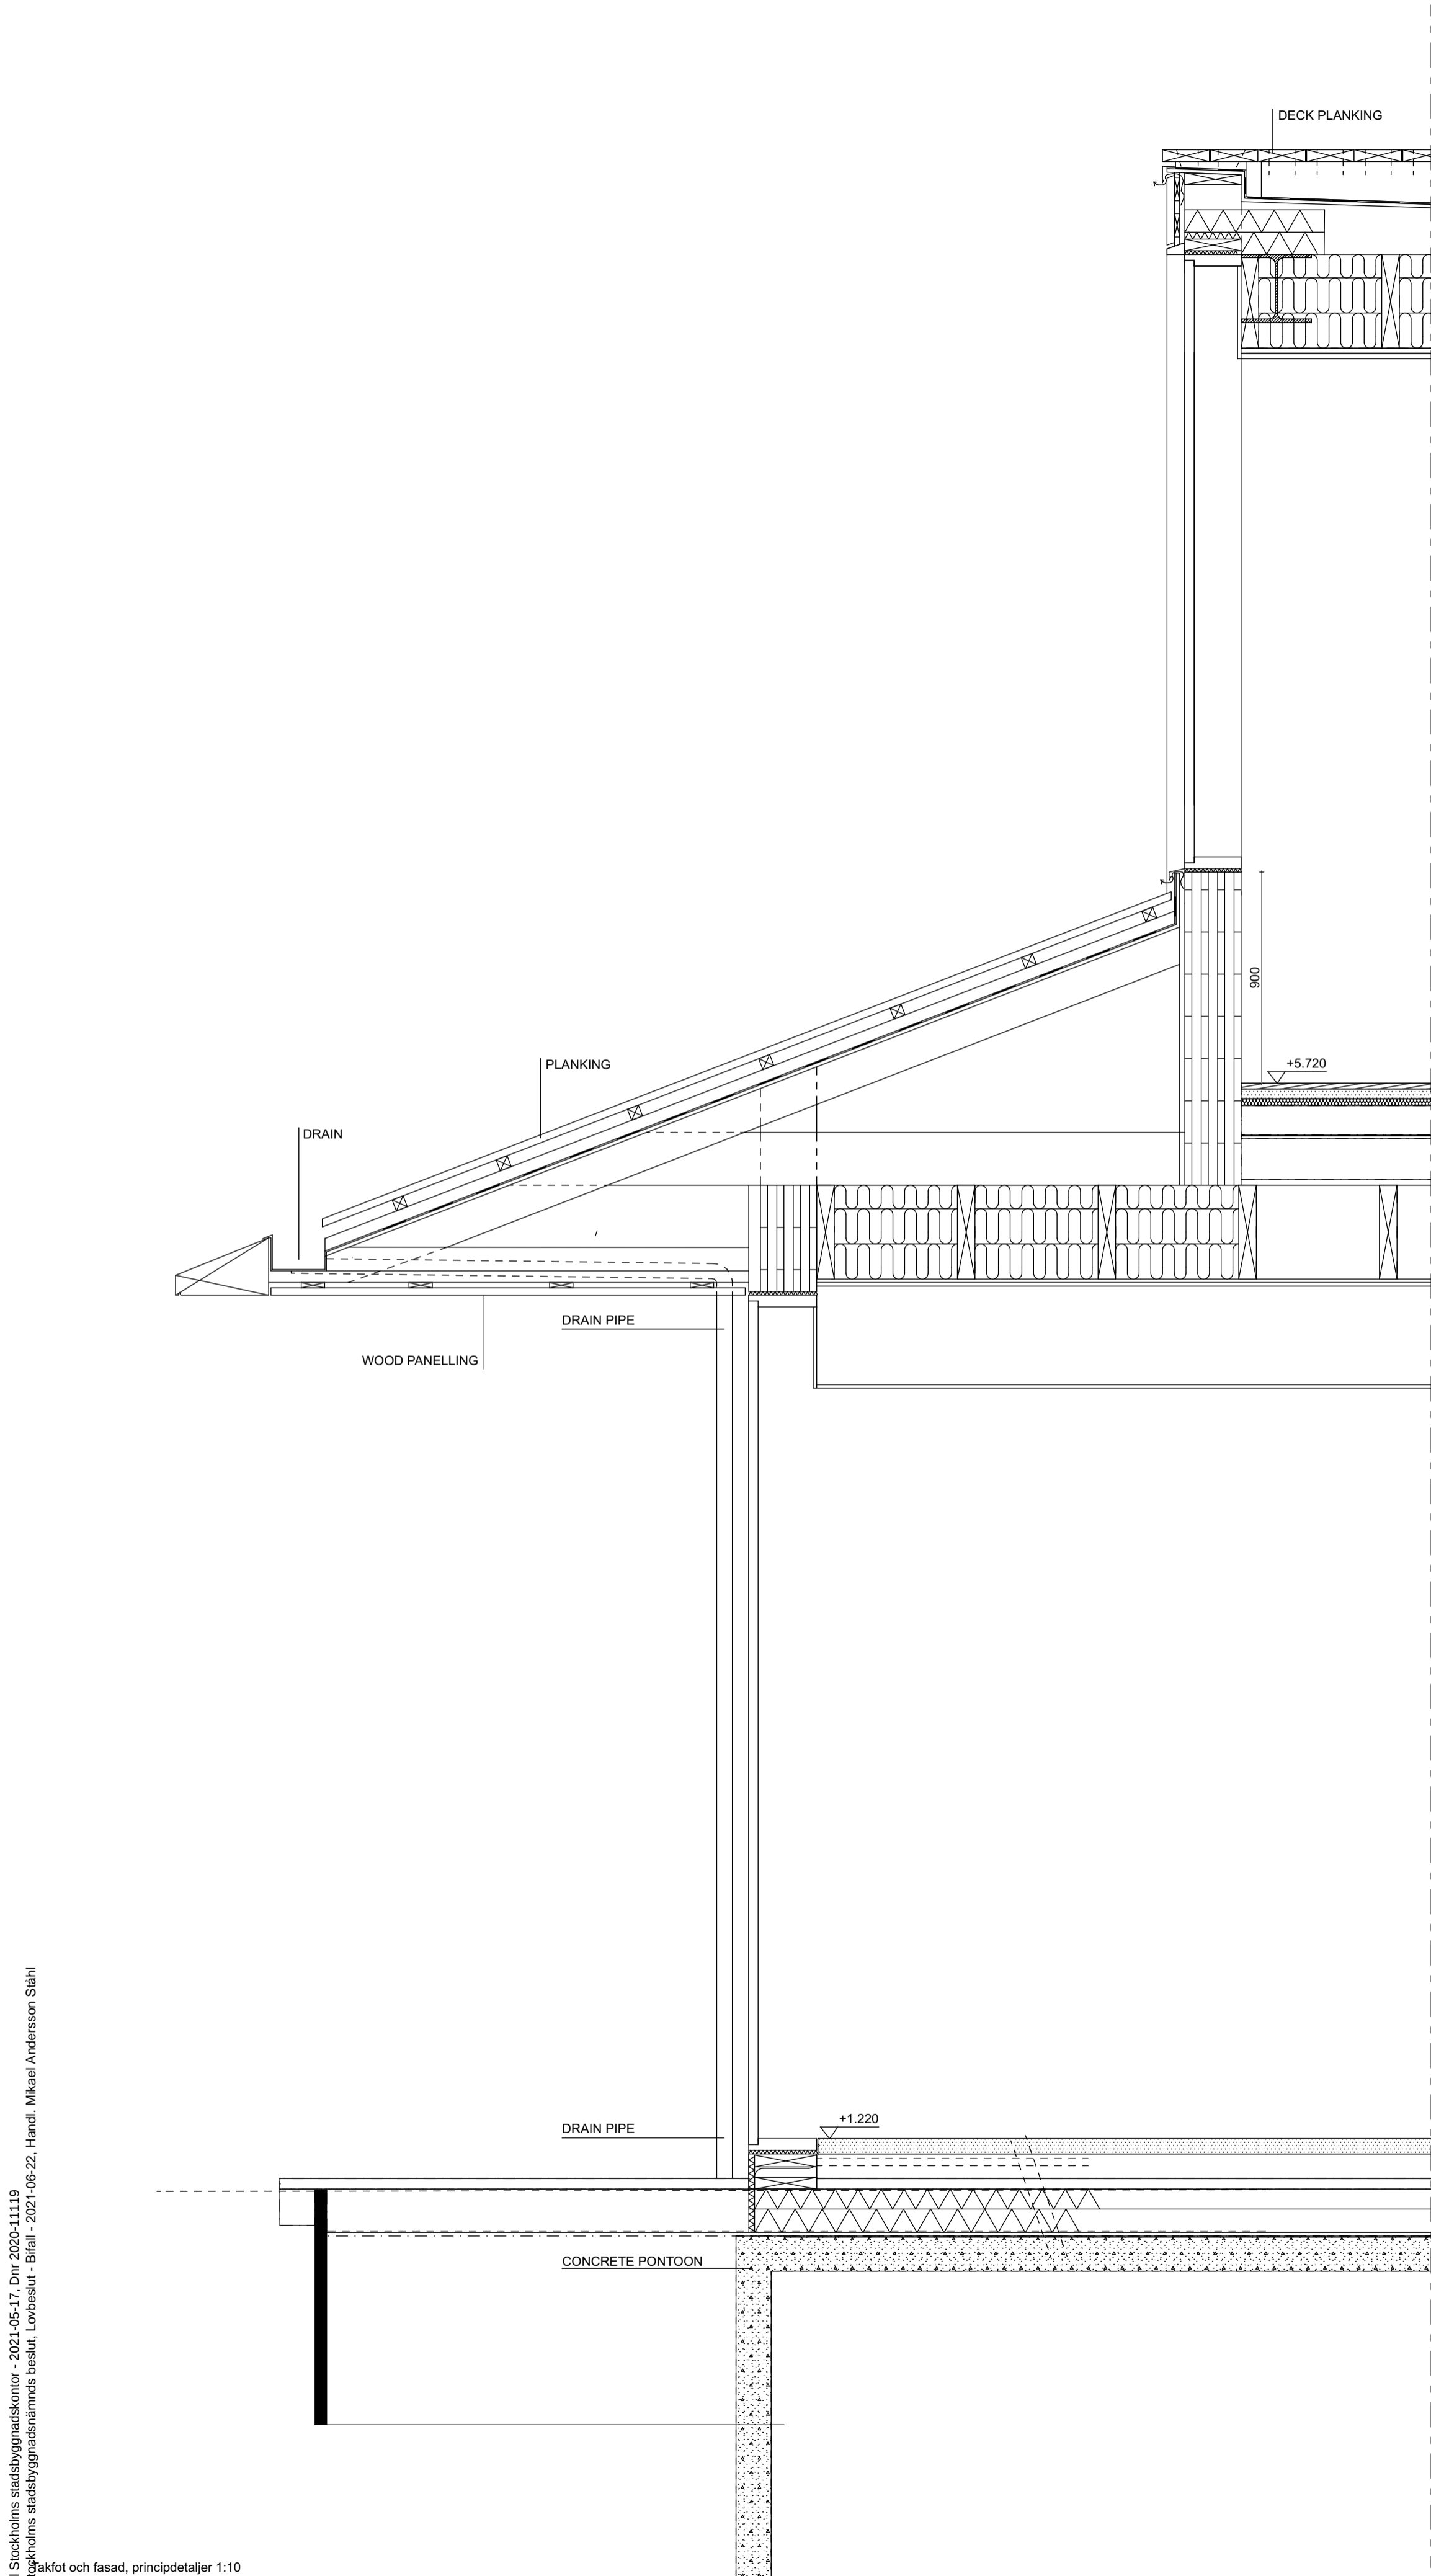 DECK PLANKING
900
+5.720
PLANKING
DRAIN
DRAIN PIPE
WOOD PANELLING
DRAIN PIPE
+1.220
CONCRETE PONTOON
Stockholms stadsbyggnadskontor - 2021-05-17, Dnr 2020-11119
tockholms stadsbyggnadsnämnds beslut, Lovbeslut - Bifall - 2021-06-22, Handl. Mikael Andersson Ståhl
Takfot och fasad, principdetaljer 1:10